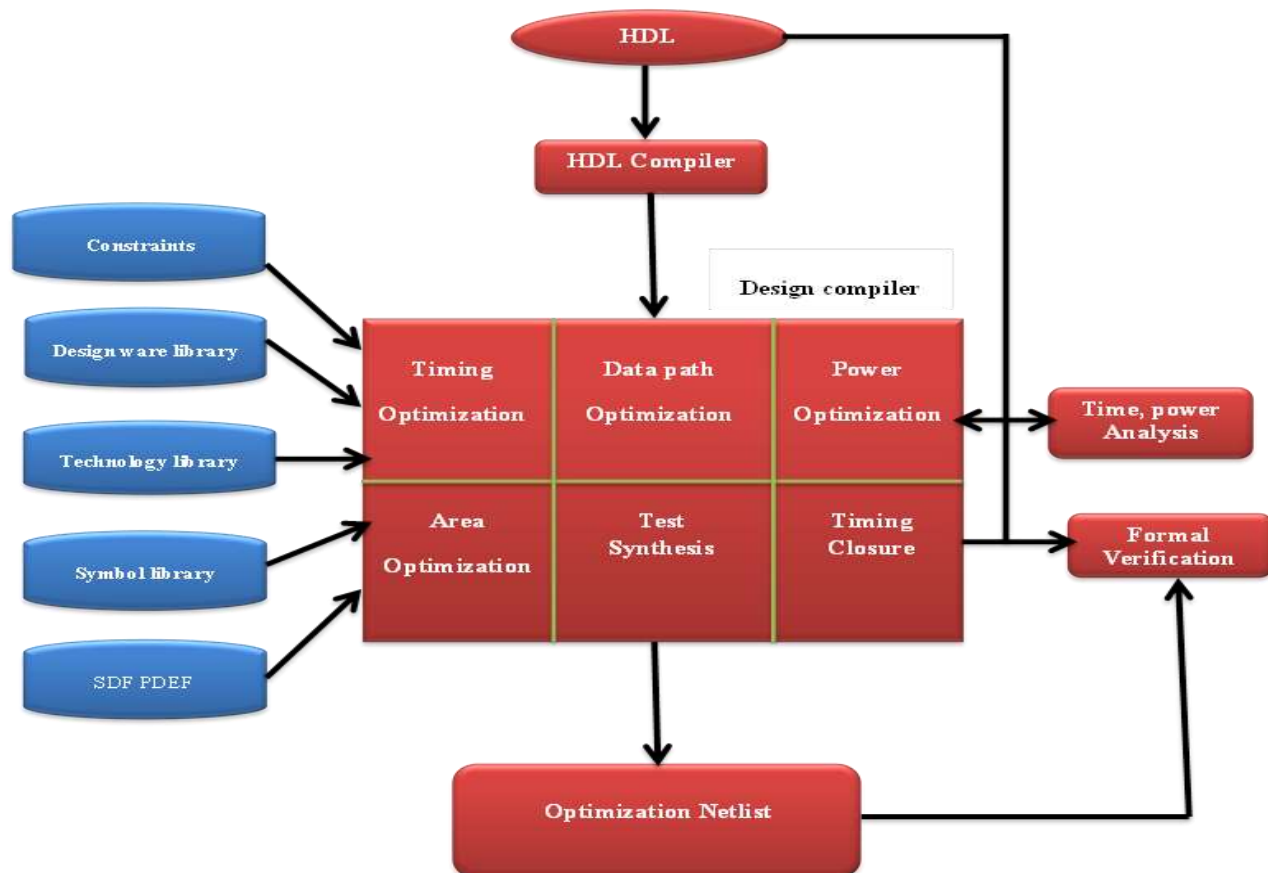 HDL
HDL Compiler
Constraints
Design compiler
Design ware library
Timing
Optimization
Data path
Optimization
Power
Optimization
Time, power
Analysis
Technology library
Area
Optimization
Test
Synthesis
Timing
Closure
Formal
Verification
Symbol library
SDF PDEF
Optimization Netlist